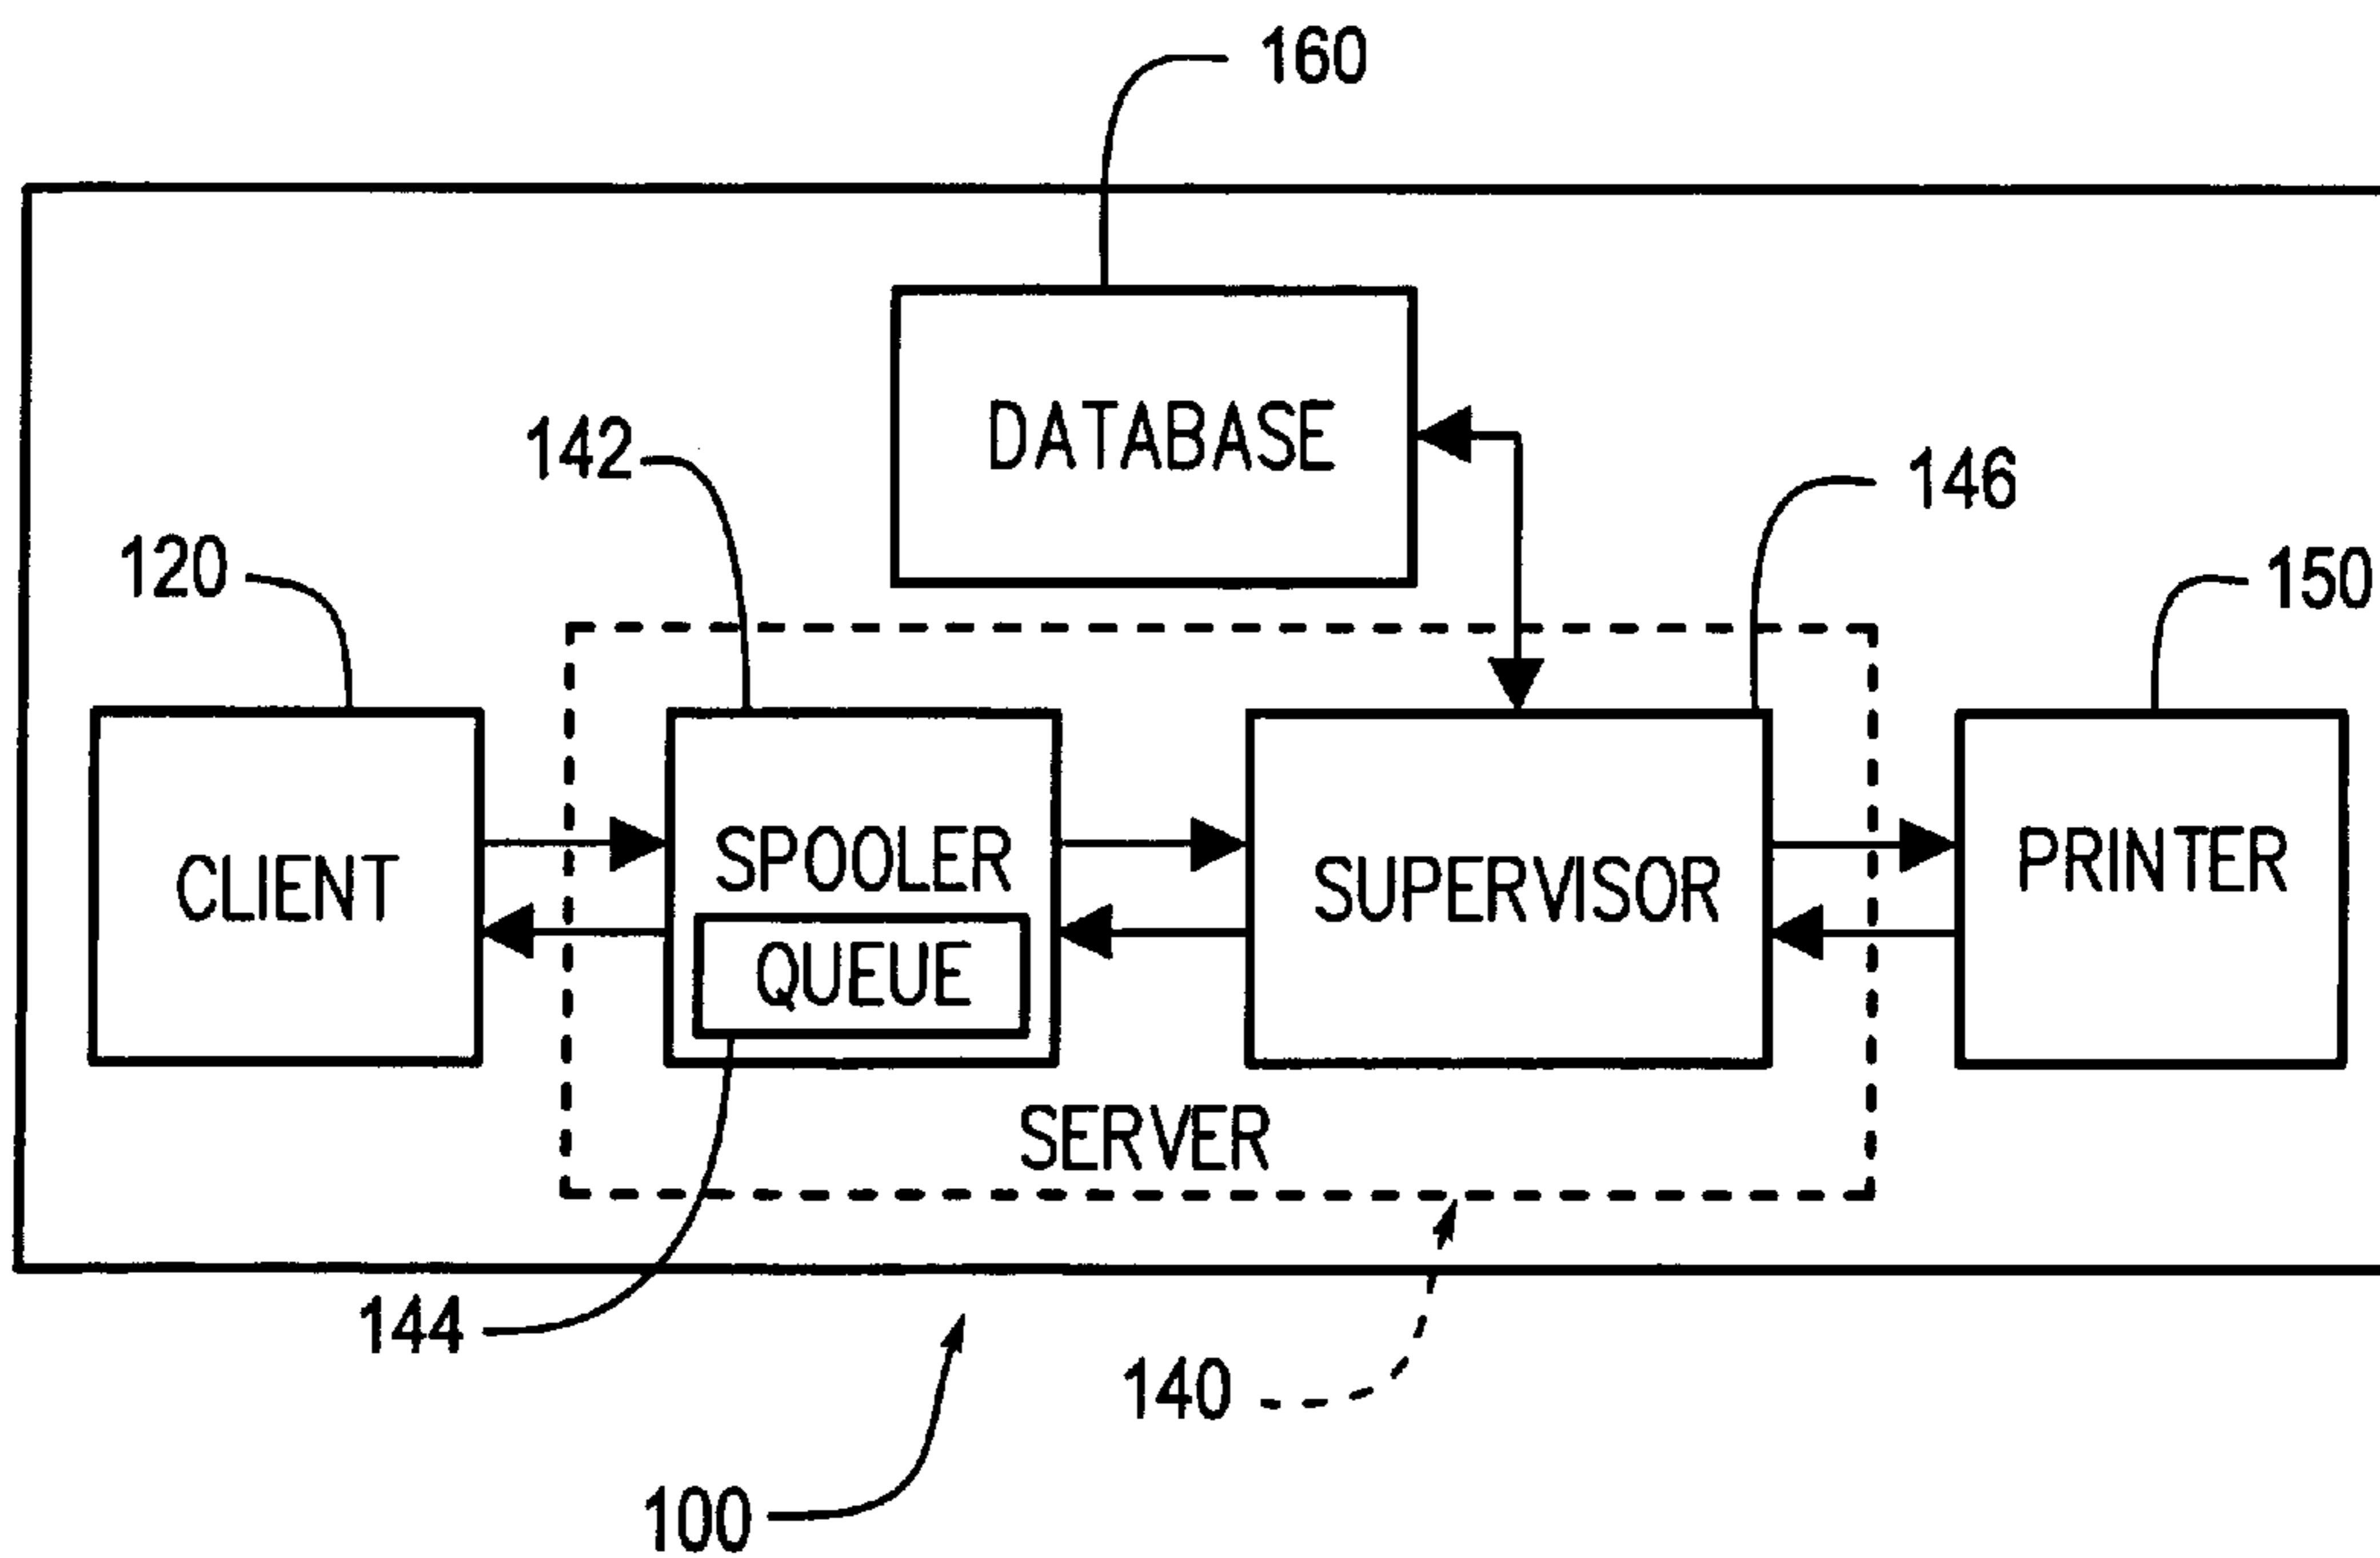 160
DATABASE
142
146
120
150
SPOOLER
PRINTER
CLIENT
SUPERVISOR
QUEUE
SERVER
144
140
100